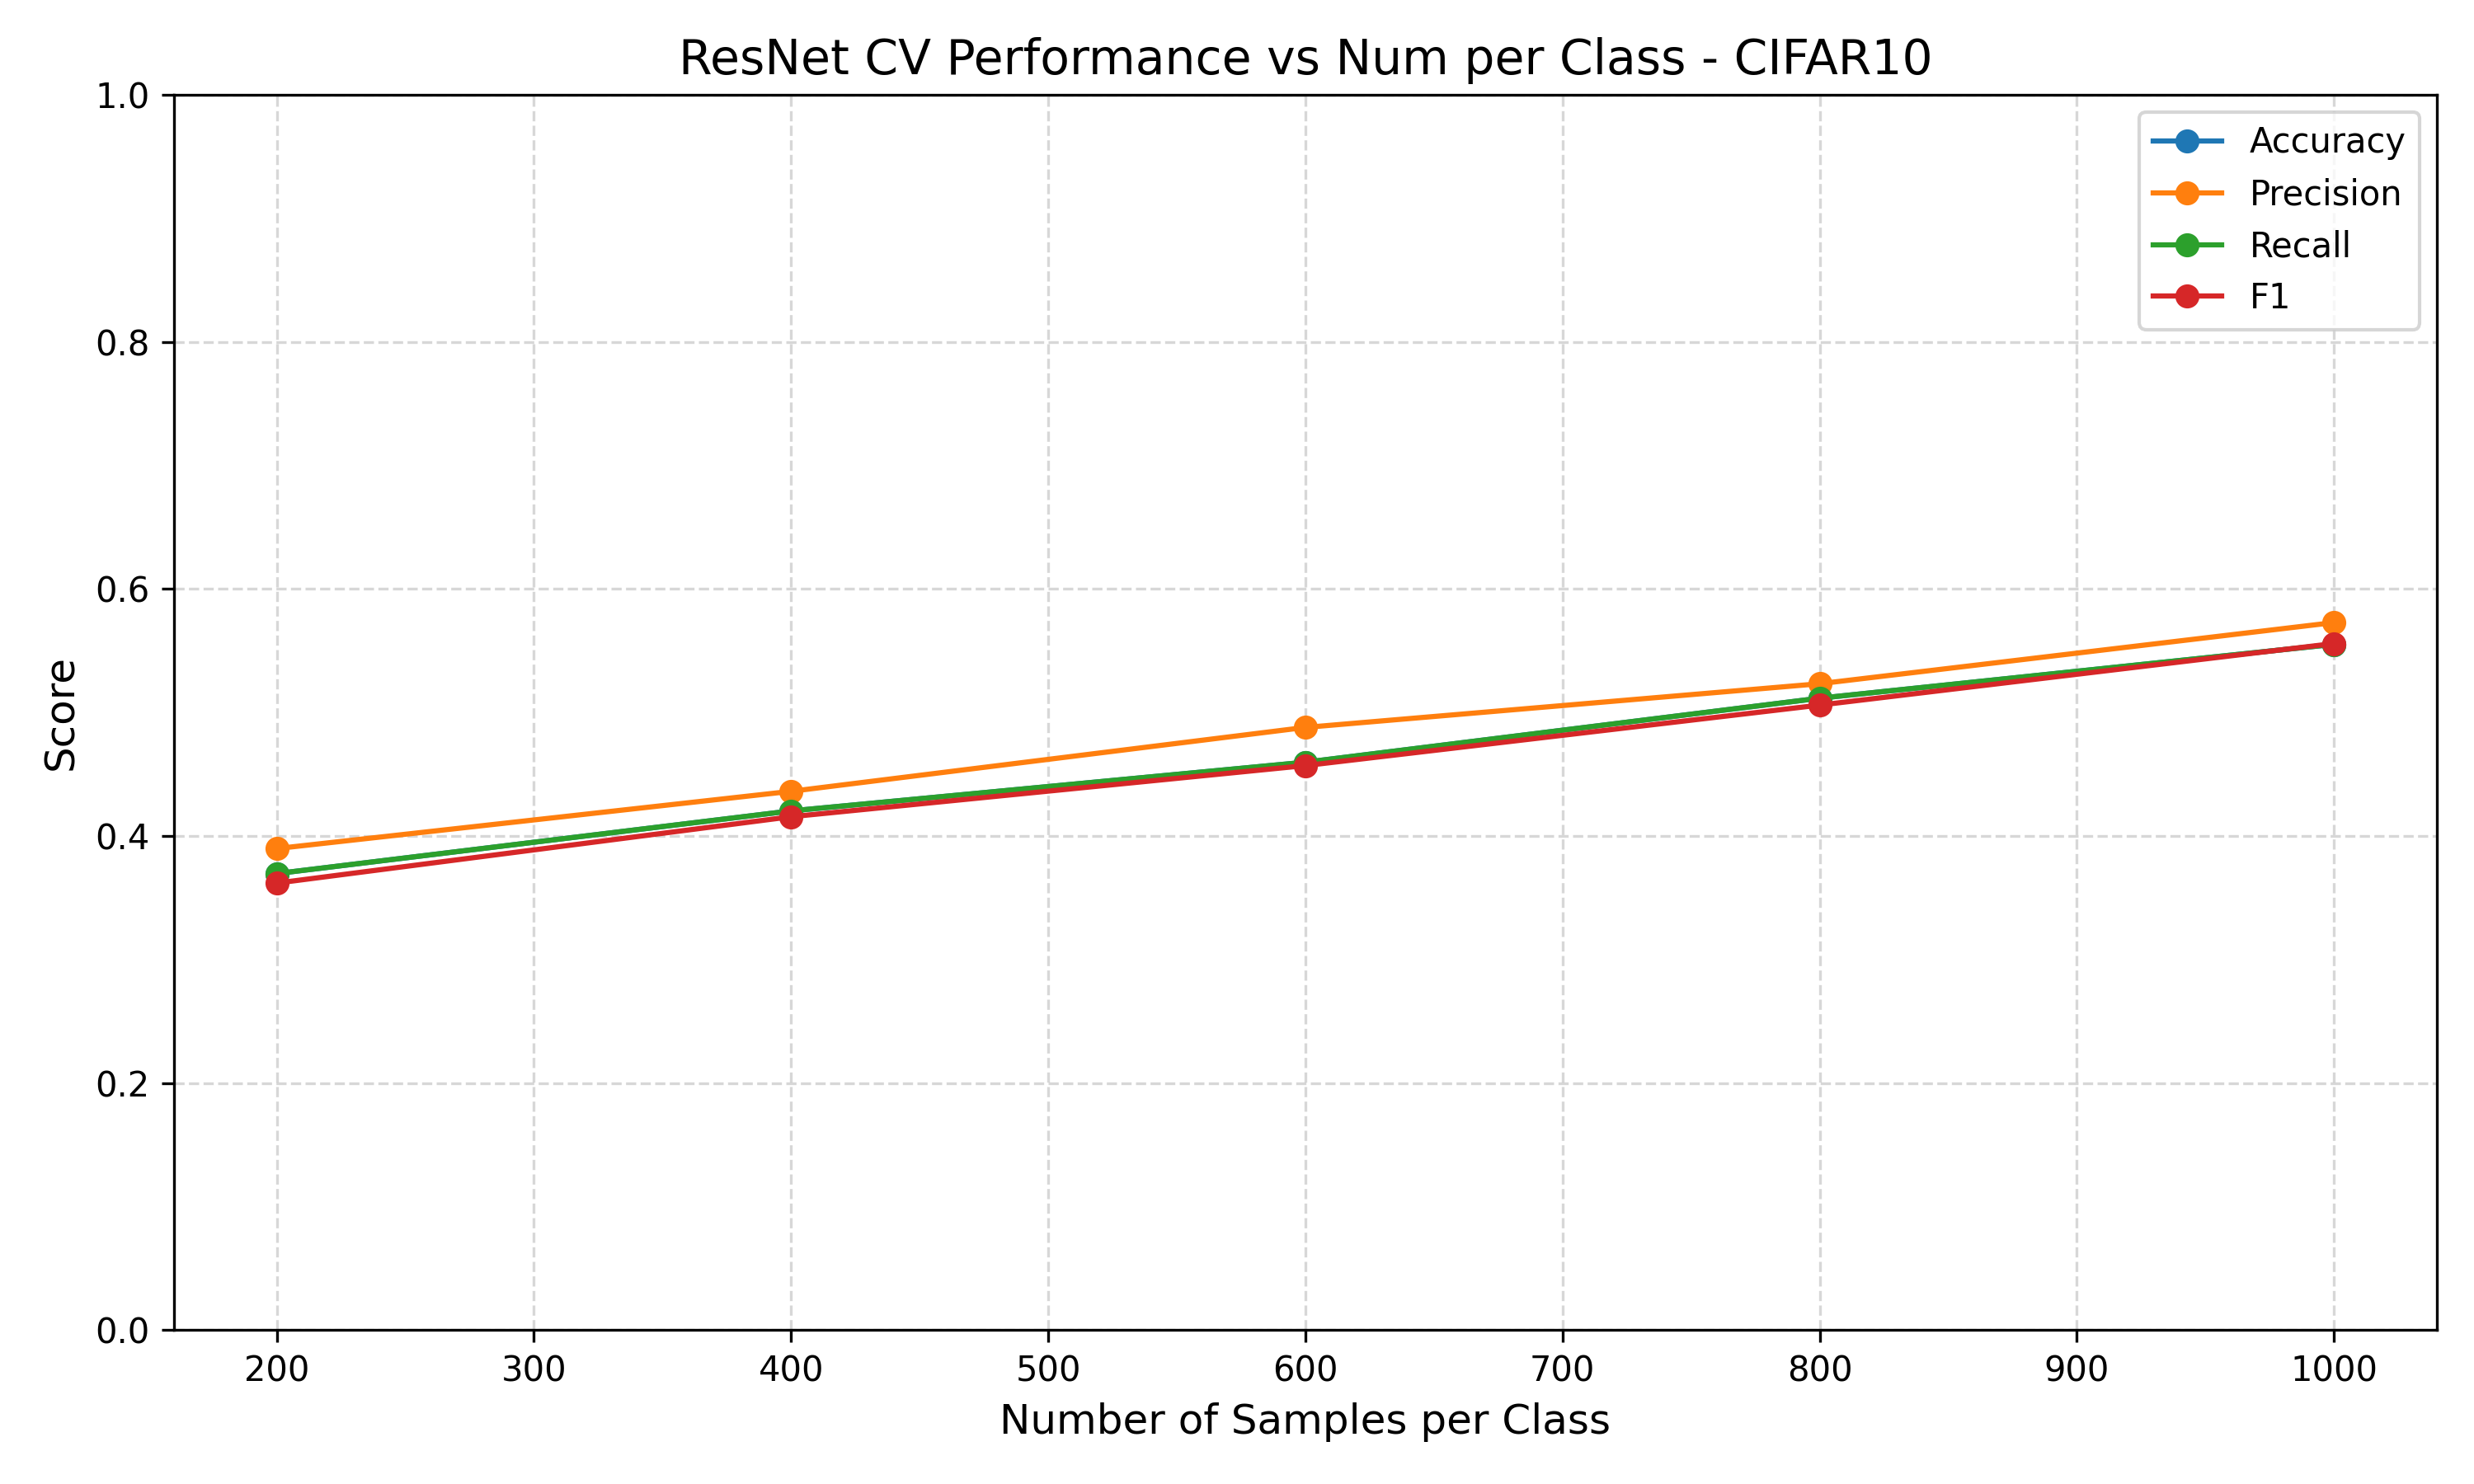 ResNet CV Performance vs Num per Class - CIFAR10
1.0
0.8
0.6
0.4
0.2
0.0
Score
Accuracy
Precision
Recall
F1
200 300 400 500 600 700 800 900 1000
Number of Samples per Class